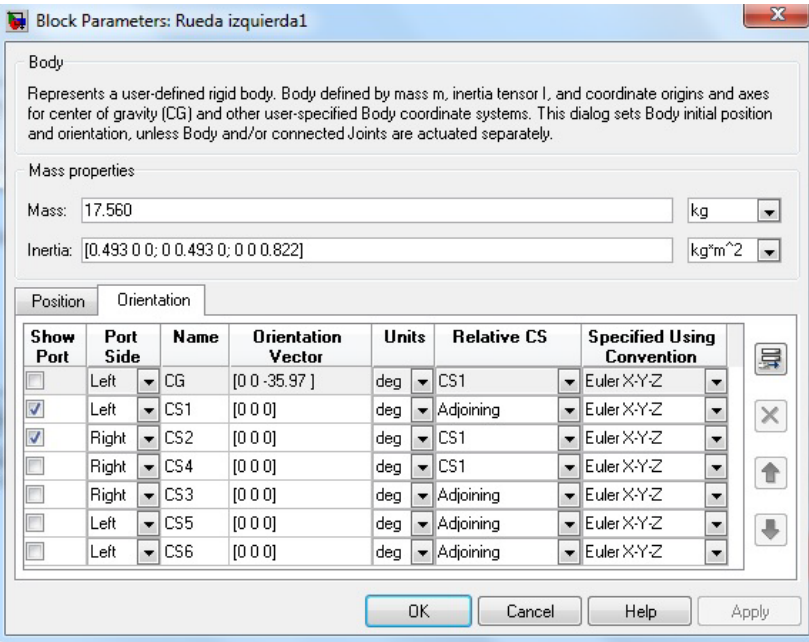 Block Parameters: Rueda izquierda1
Body
Represents a user-defined rigid body. Body defined by mass m, inertia tensor I, and coordinate origins and axes
for center of gravity (CG) and other user-specified Body coordinate systems. This dialog sets Body initial position
and orientation, unless Body and/or connected Joints are actuated separately.
Mass properties
Mass: 17.560 kg
Inertia: [0.493 0 0; 0 0.493 0; 0 0 0.822] kg*m^2
Position Orientation
Show Port Port Side Name Orientation Vector Units Relative CS Specified Using Convention
Left CG [0 0 -35.97 ] deg CS1 Euler X-Y-Z
Left CS1 [0 0 0] deg Adjoining Euler X-Y-Z
Right CS2 [0 0 0] deg CS1 Euler X-Y-Z
Right CS4 [0 0 0] deg CS1 Euler X-Y-Z
Right CS3 [0 0 0] deg Adjoining Euler X-Y-Z
Left CS5 [0 0 0] deg Adjoining Euler X-Y-Z
Left CS6 [0 0 0] deg Adjoining Euler X-Y-Z
OK Cancel Help Apply